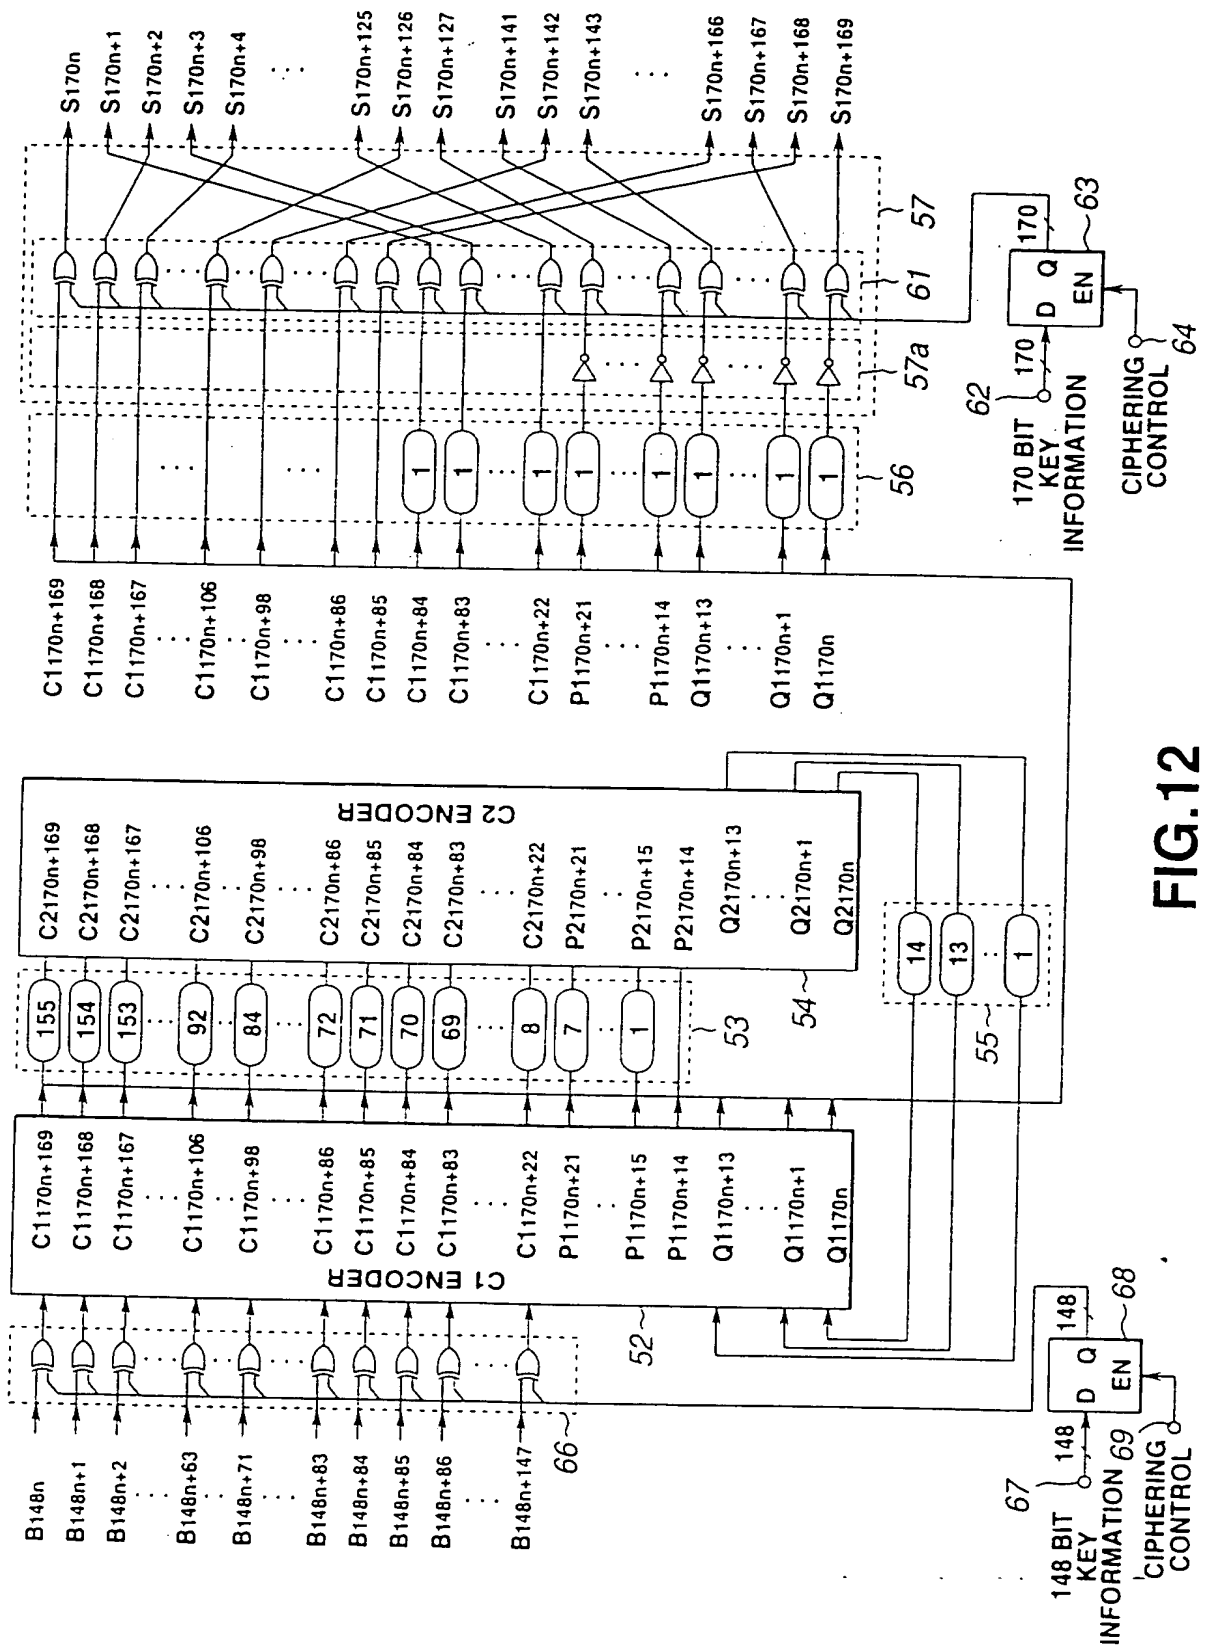 B148n
B148n+1
B148n+2
B148n+63
B148n+71
B148n+83
B148n+84
B148n+85
B148n+86
B148n+147
66
67
148 BIT
KEY
INFORMATION
148
D Q
EN
148
68
69
CIPHERING
CONTROL
C1 ENCODER
C1170n+169
C1170n+168
C1170n+167
C1170n+106
C1170n+98
C1170n+86
C1170n+85
C1170n+84
C1170n+83
C1170n+22
P1170n+21
P1170n+15
P1170n+14
Q1170n+13
Q1170n+1
Q1170n
52
155
154
153
92
84
72
71
70
69
8
7
1
53
C2170n+169
C2170n+168
C2170n+167
C2170n+106
C2170n+98
C2170n+86
C2170n+85
C2170n+84
C2170n+83
C2170n+22
P2170n+21
P2170n+15
P2170n+14
Q2170n+13
Q2170n+1
Q2170n
C2 ENCODER
54
14
13
1
55
C1170n+169
C1170n+168
C1170n+167
C1170n+106
C1170n+98
C1170n+86
C1170n+85
C1170n+84
C1170n+83
C1170n+22
P1170n+21
P1170n+14
Q1170n+13
Q1170n+1
Q1170n
1
1
1
1
1
1
1
1
56
57a
61
57
S170n
S170n+1
S170n+2
S170n+3
S170n+4
S170n+125
S170n+126
S170n+127
S170n+141
S170n+142
S170n+143
S170n+166
S170n+167
S170n+168
S170n+169
62
170 BIT
KEY
INFORMATION
170
D Q
EN
170
63
64
CIPHERING
CONTROL
FIG.12